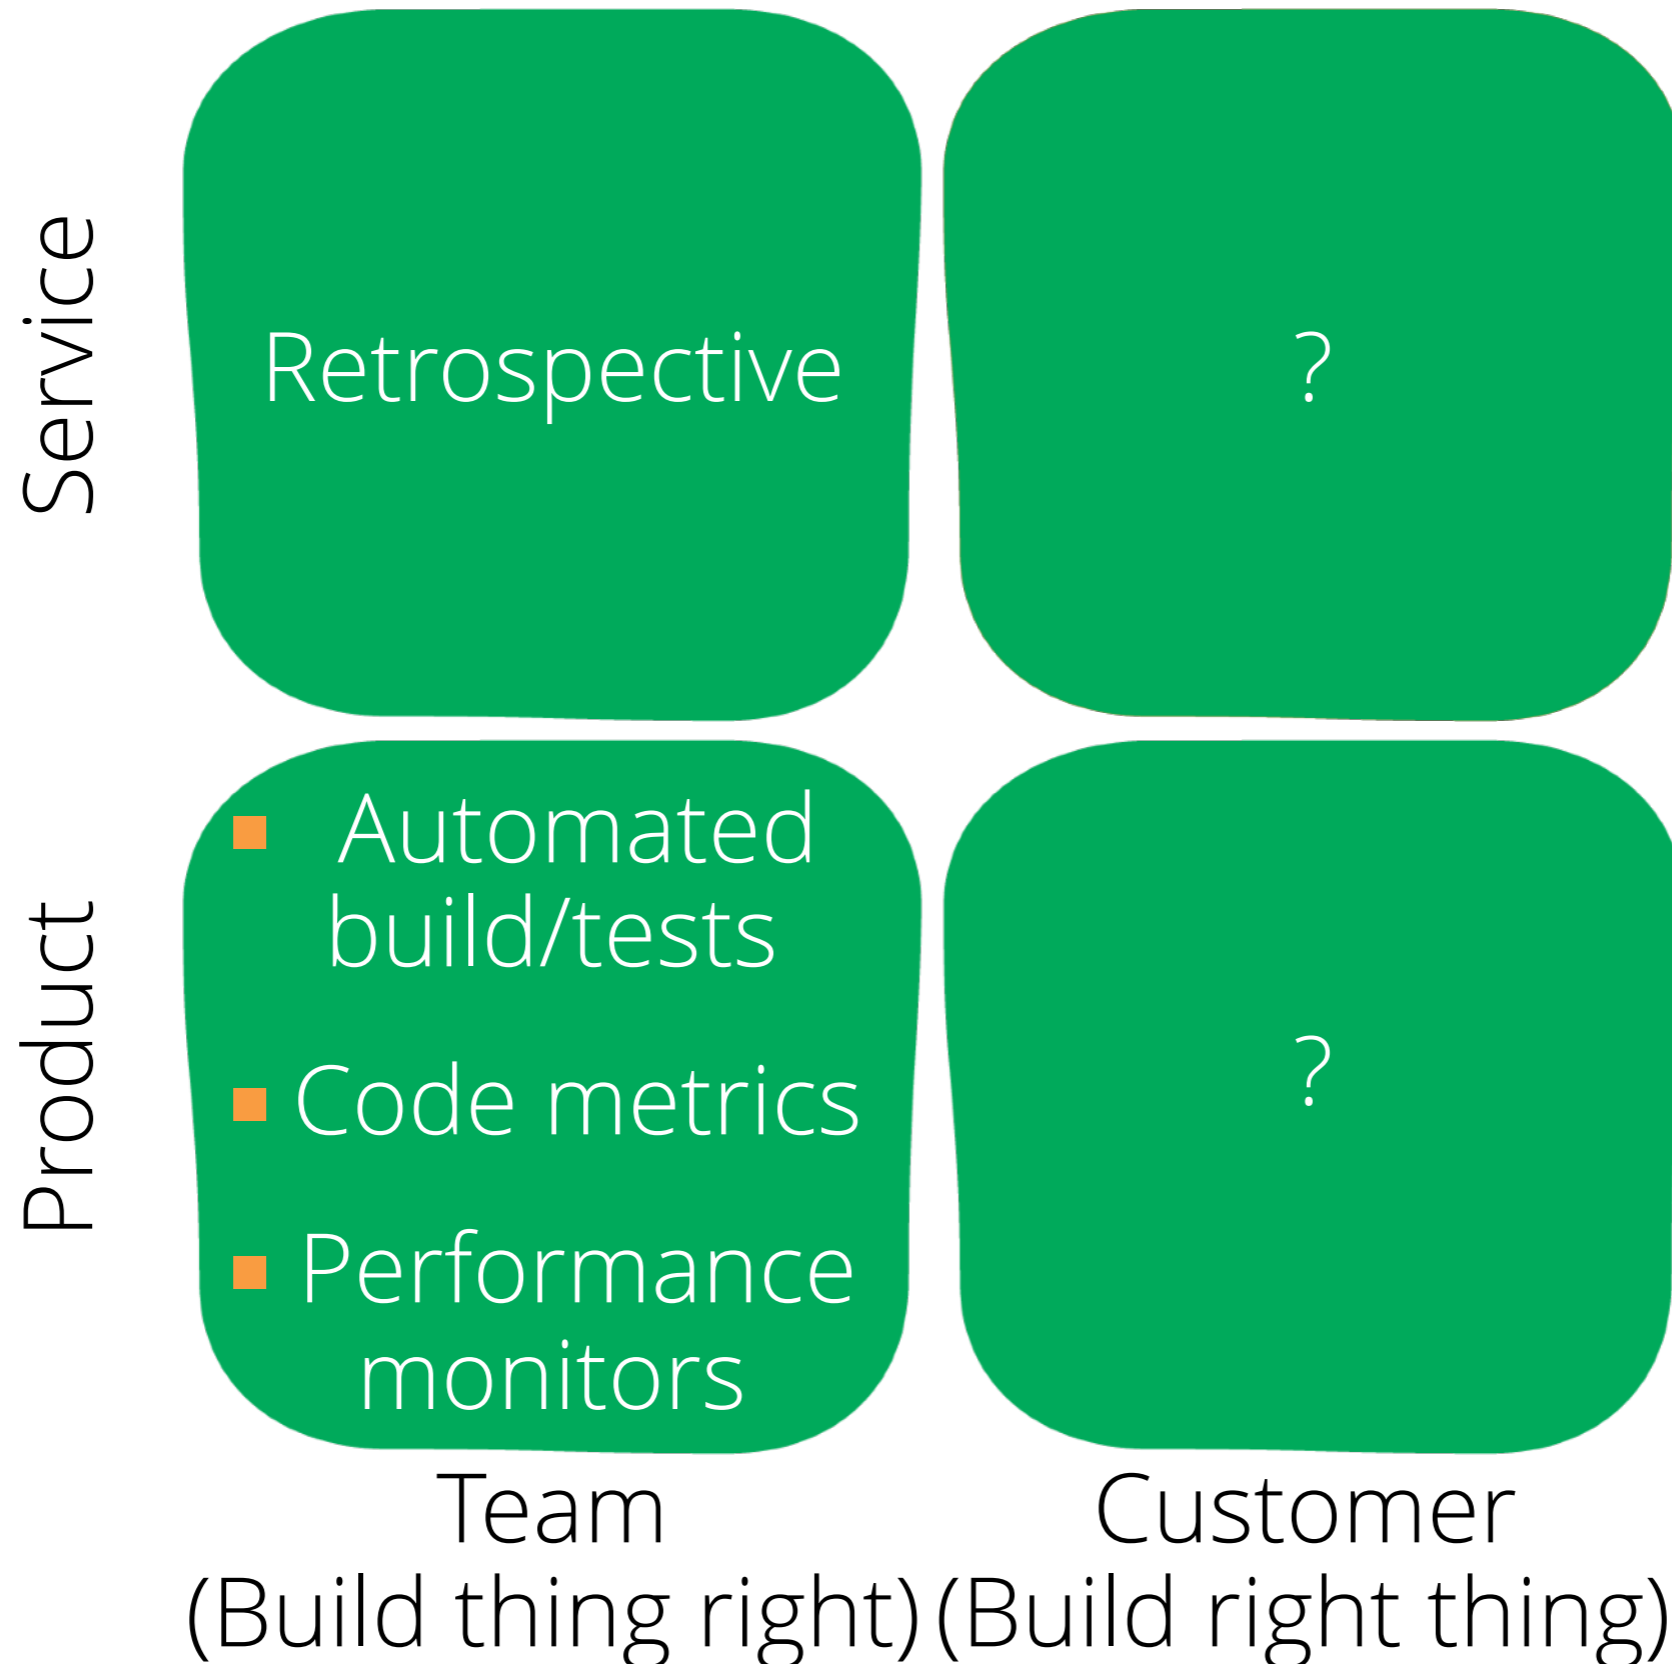 Service
Retrospective
?
Product
Automated
build/tests
Code metrics
Performance
monitors
?
Team
(Build thing right)
Customer
(Build right thing)